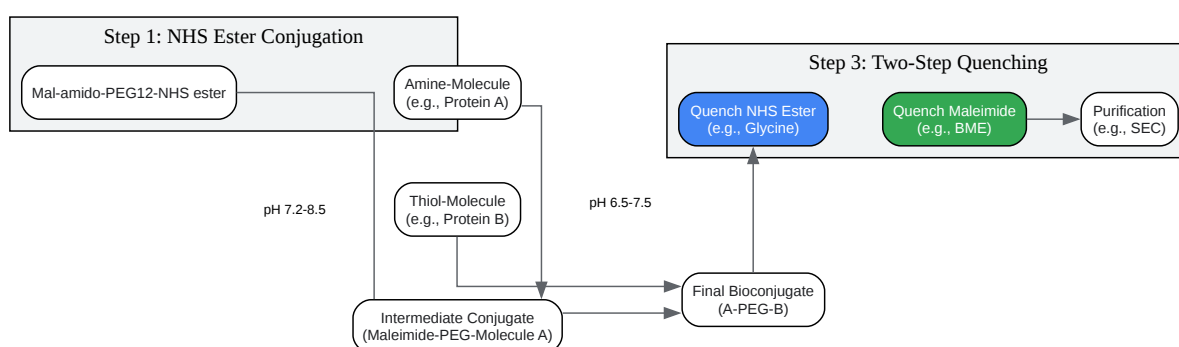 Step 1: NHS Ester Conjugation
Mal-amido-PEG12-NHS ester
Amine-Molecule
(e.g., Protein A)
Step 3: Two-Step Quenching
Quench NHS Ester
(e.g., Glycine)
Quench Maleimide
(e.g., BME)
Purification
(e.g., SEC)
pH 7.2-8.5
Thiol-Molecule
(e.g., Protein B)
pH 6.5-7.5
Intermediate Conjugate
(Maleimide-PEG-Molecule A)
Final Bioconjugate
(A-PEG-B)